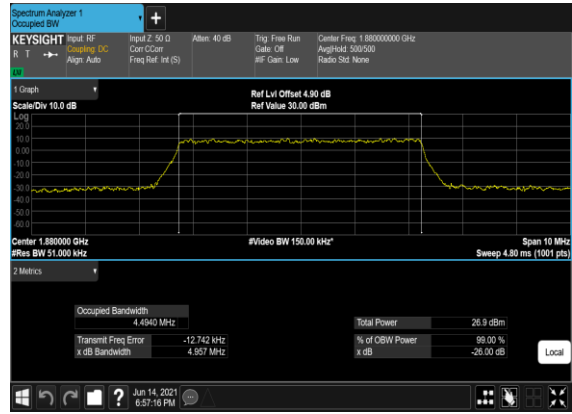 Spectrum Analyzer 1
Occupied BW
+
KEYSIGHT Input: RF Input Z: 50 Ω Atten: 40 dB Trig: Free Run Center Freq: 1.880000000 GHz
R T Coupling: DC Corr CCorr Gate: Off Avg|Hold: 500/500
Align: Auto Freq Ref: Int (S) #IF Gain: Low Radio Std: None
1 Graph
Ref Lvl Offset 4.90 dB
Scale/Div 10.0 dB Ref Value 30.00 dBm
Log
20.0
10.0
0.00
-10.0
-20.0
-30.0
-40.0
-50.0
-60.0
Center 1.880000 GHz #Video BW 150.00 kHz* Span 10 MHz
#Res BW 51.000 kHz Sweep 4.80 ms (1001 pts)
2 Metrics
Occupied Bandwidth
4.4940 MHz Total Power 26.9 dBm
Transmit Freq Error -12.742 kHz % of OBW Power 99.00 %
x dB Bandwidth 4.957 MHz x dB -26.00 dB
Local
? Jun 14, 2021
6:57:16 PM